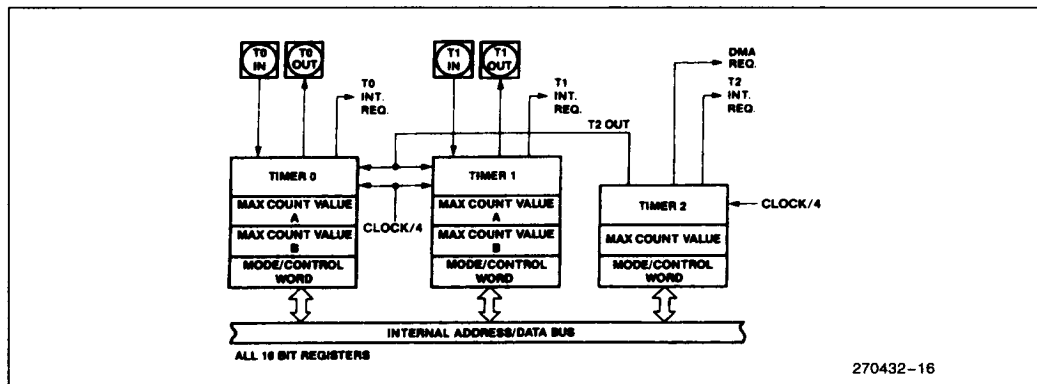 T0
IN
T0
OUT
T0
INT.
REQ.
T1
IN
T1
OUT
T1
INT.
REQ.
DMA
REQ.
T2
INT.
REQ.
T2 OUT
TIMER 0
MAX COUNT VALUE
A
MAX COUNT VALUE
B
MODE/CONTROL
WORD
CLOCK/4
TIMER 1
MAX COUNT VALUE
A
MAX COUNT VALUE
B
MODE/CONTROL
WORD
TIMER 2
MAX COUNT VALUE
MODE/CONTROL
WORD
CLOCK/4
INTERNAL ADDRESS/DATA BUS
ALL 16 BIT REGISTERS
270432-16